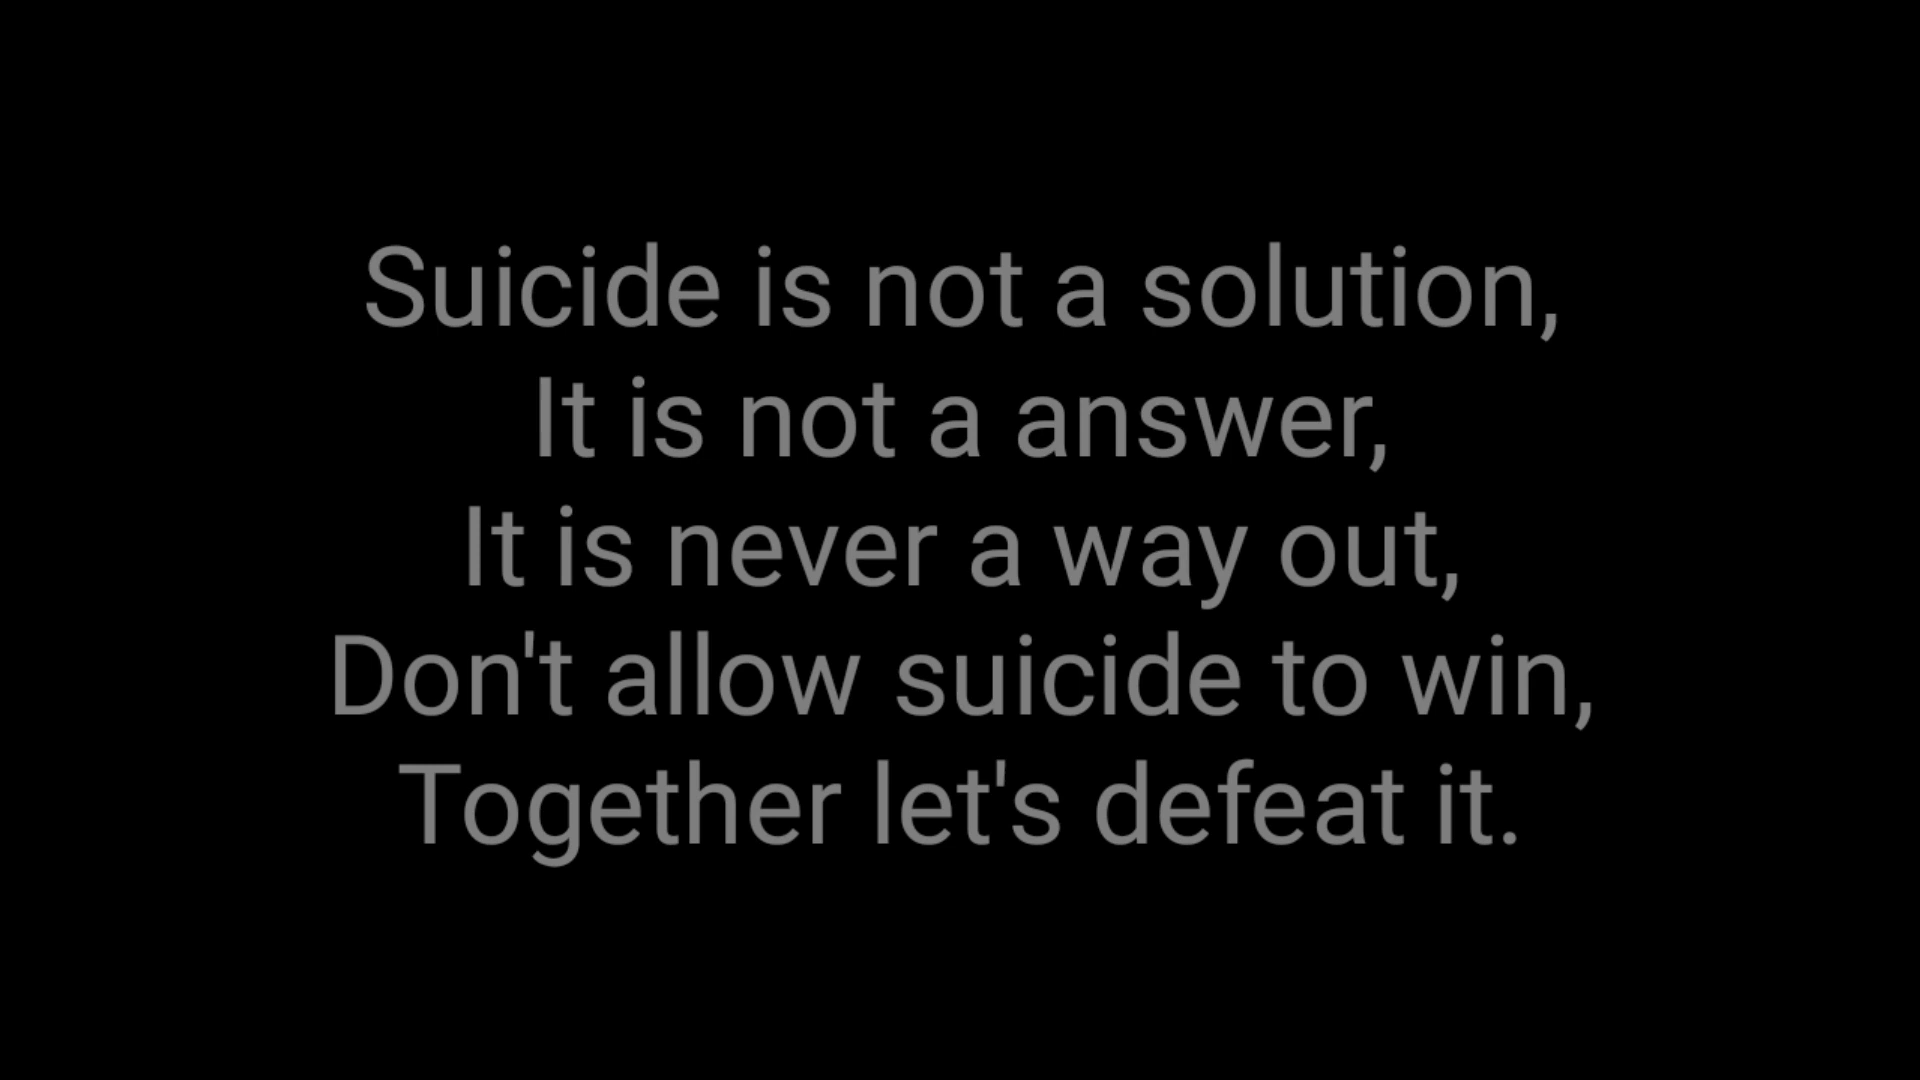 Suicide is not a solution,
It is not a answer,
It is never a way out,
Don't allow suicide to win,
Together let's defeat it.